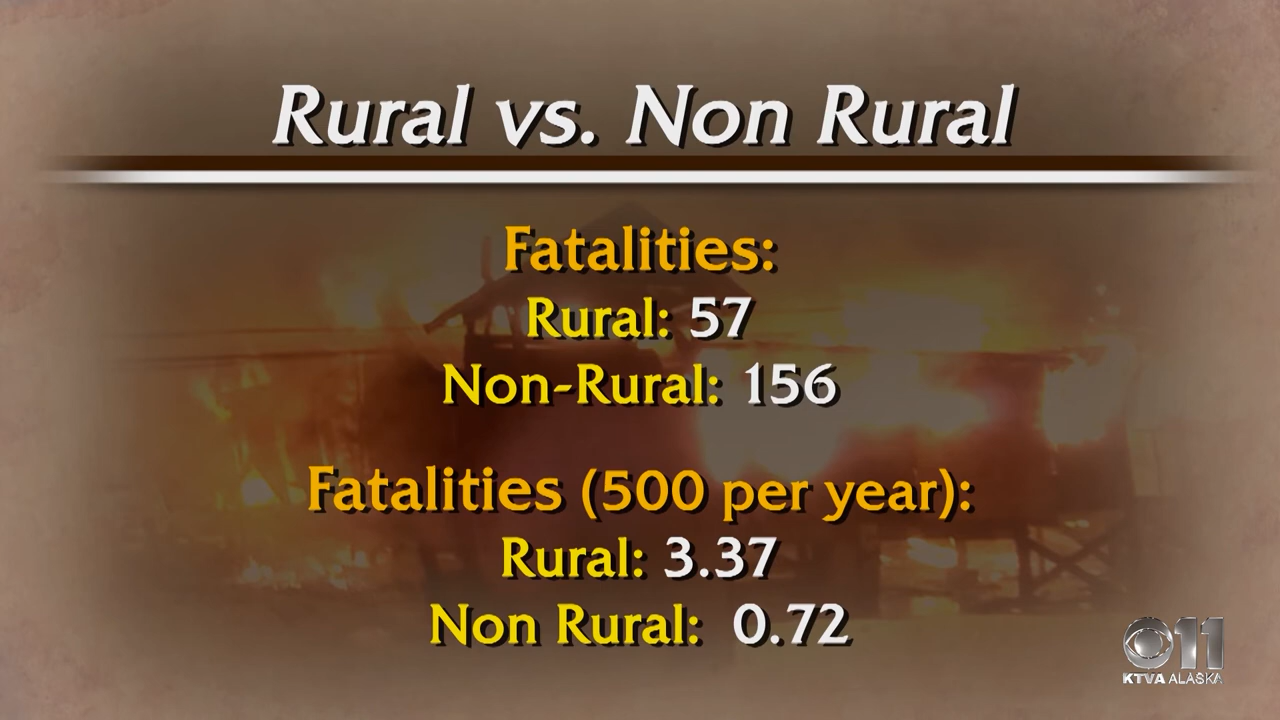 Rural vs. Non Rural
Fatalities:
Rural: 57
Non-Rural: 156
Fatalities (500 per year):
Rural: 3.37
Non Rural: 0.72
11
KTVA ALASKA